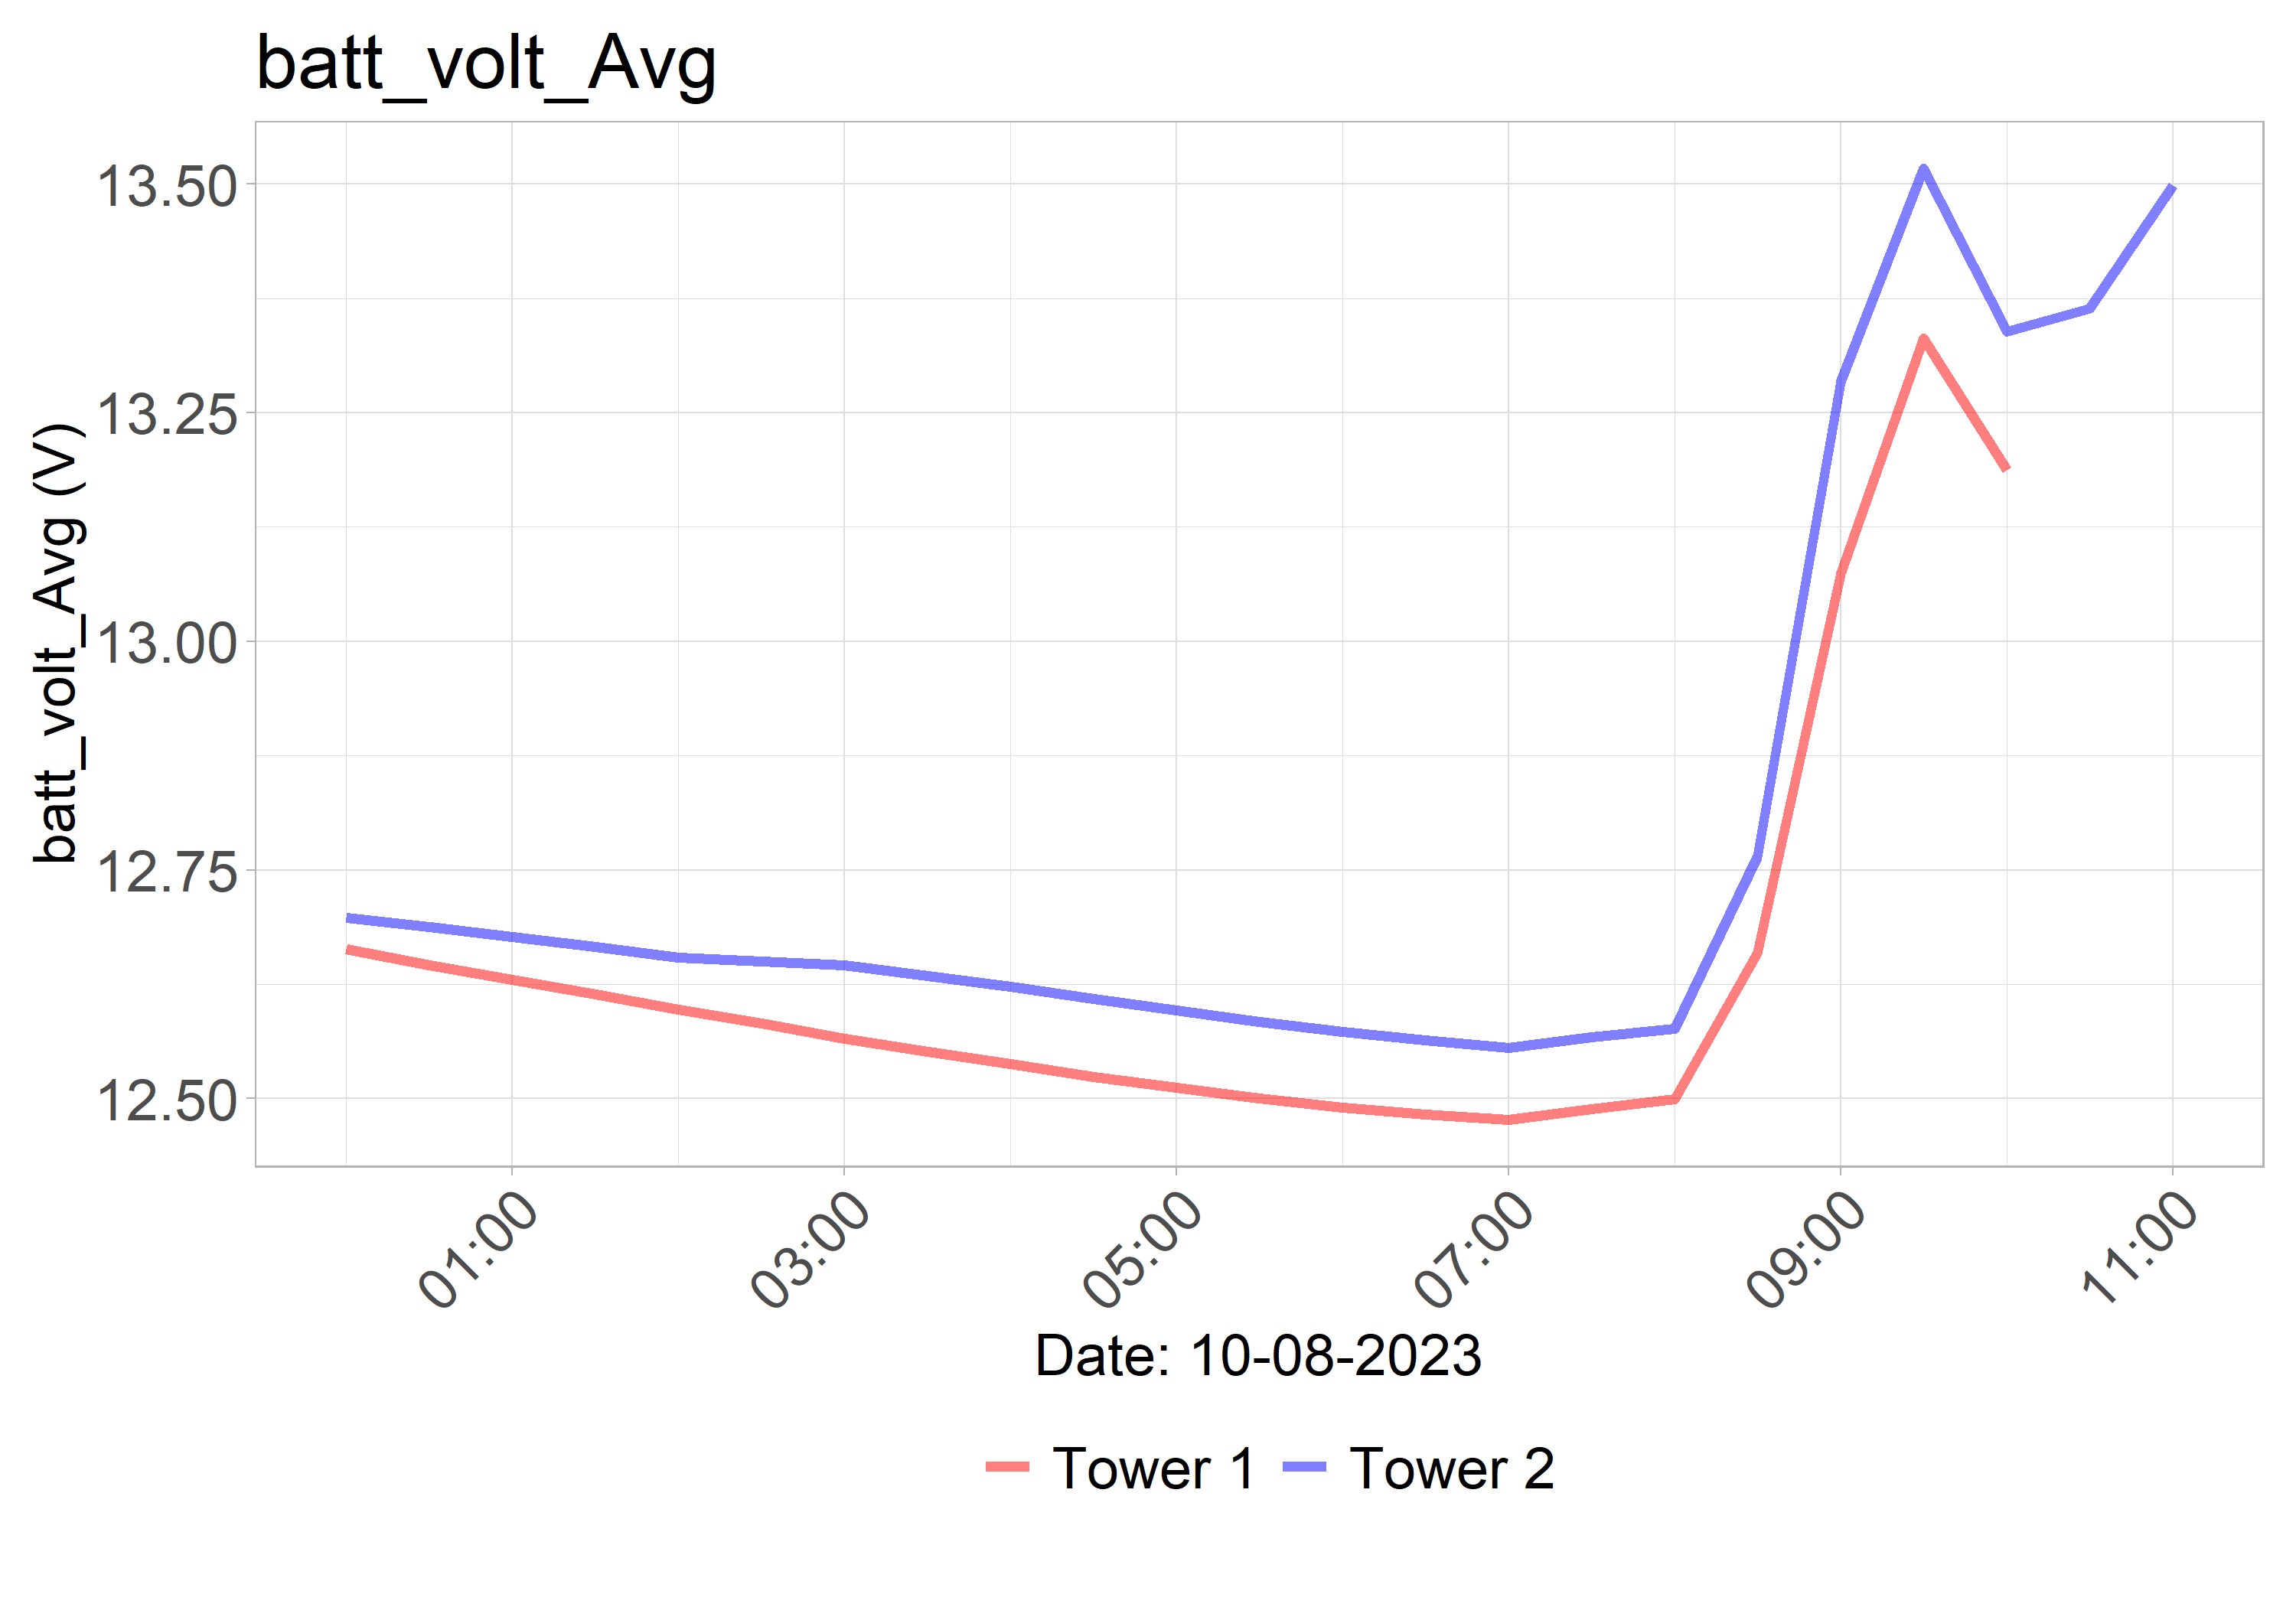 batt_volt_Avg
batt_volt_Avg (V)
13.50
13.25
13.00
12.75
12.50
01:00 03:00 05:00 07:00 09:00 11:00
Date: 10-08-2023
Tower 1 Tower 2